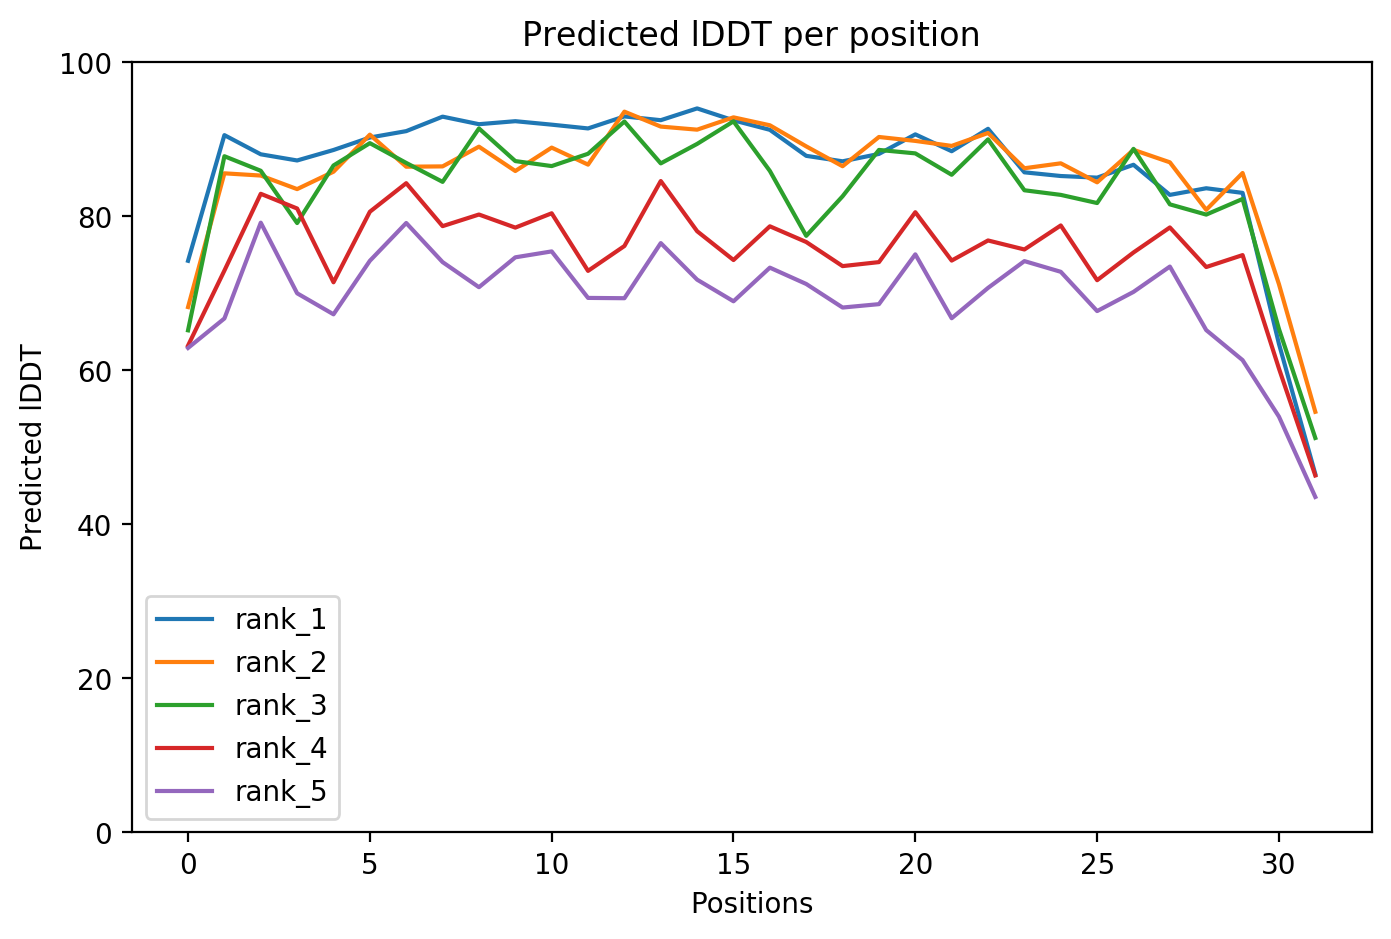 Predicted lDDT per position
100
80
60
40
20
0
Predicted lDDT
rank_1
rank_2
rank_3
rank_4
rank_5
0 5 10 15 20 25 30
Positions